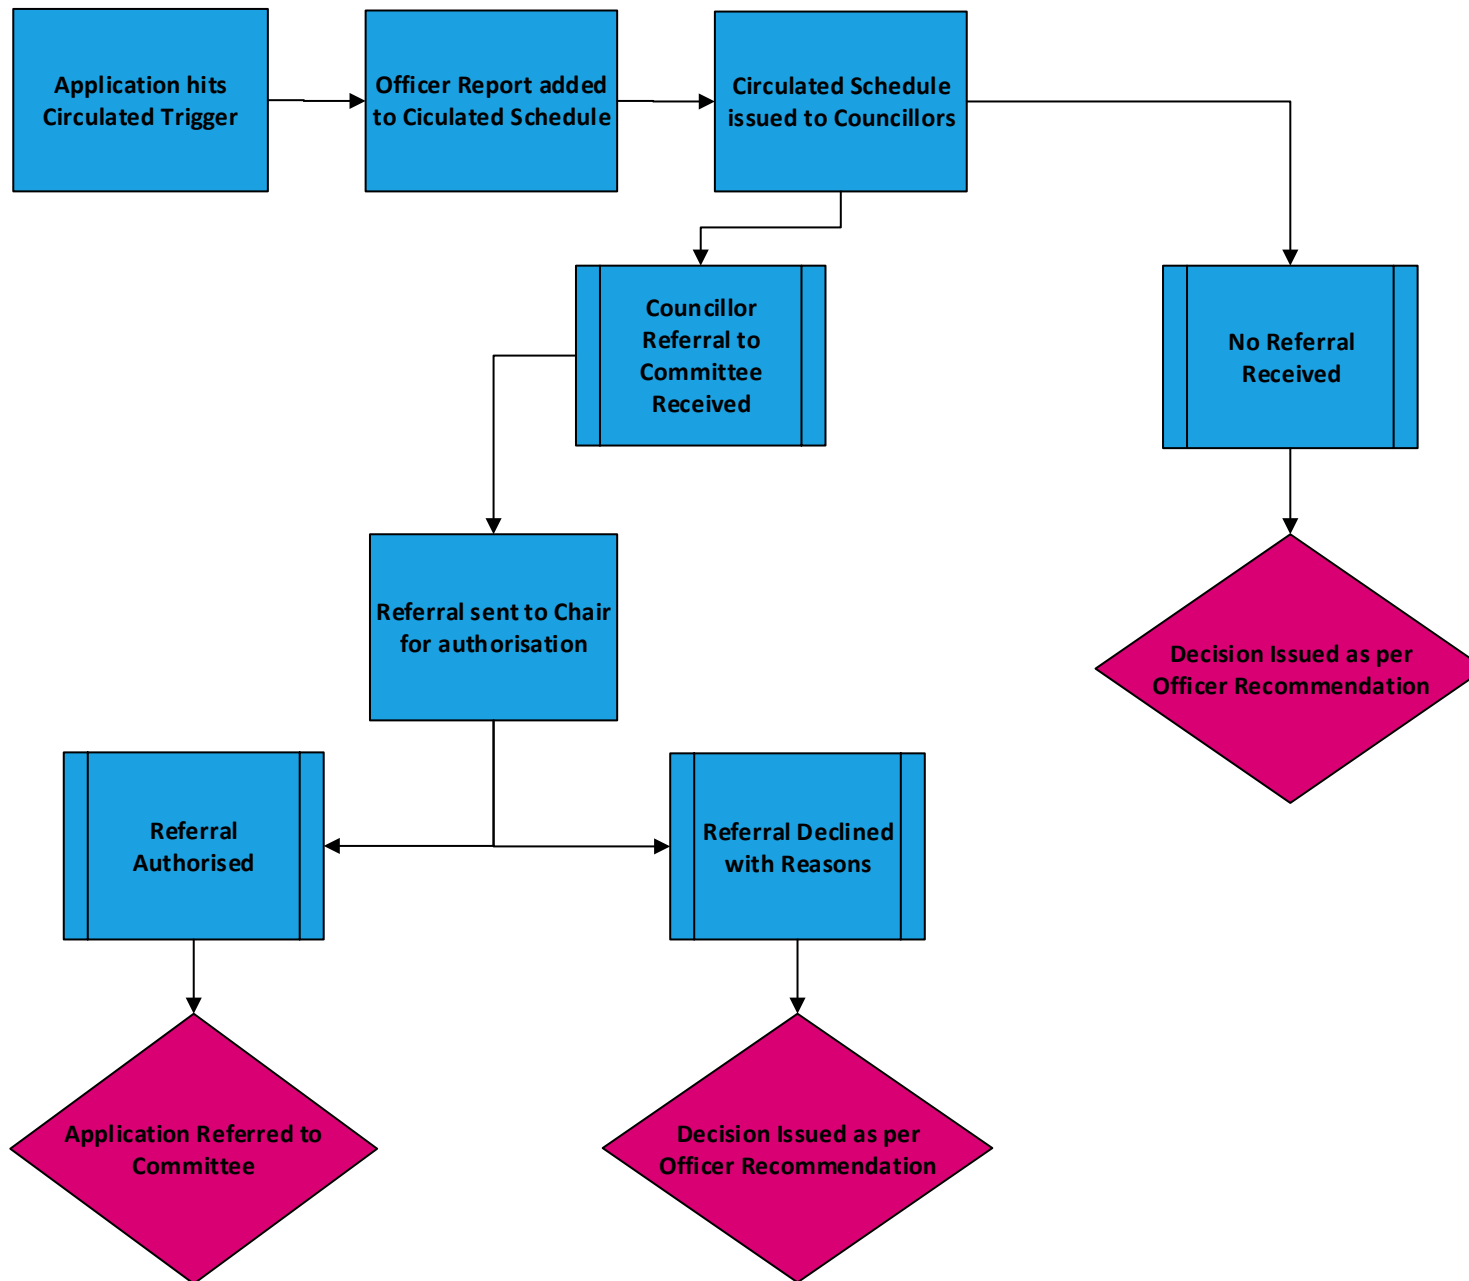 Application hits
Circulated Trigger
Officer Report added
to Ciculated Schedule
Circulated Schedule
issued to Councillors
Councillor
Referral to
Committee
Received
No Referral
Received
Referral sent to Chair
for authorisation
Decision Issued as per
Officer Recommendation
Referral
Authorised
Referral Declined
with Reasons
Application Referred to
Committee
Decision Issued as per
Officer Recommendation